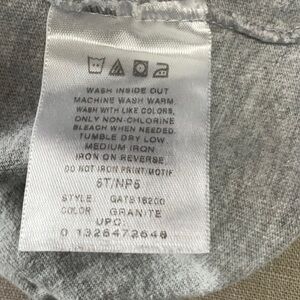 WASH INSIDE OUT
MACHINE WASH WARM
WASH WITH LIKE COLORS,
ONLY NON-CHLORINE
BLEACH WHEN NEEDED.
TUMBLE DRY LOW
MEDIUM IRON
IRON ON REVERSE
DO NOT IRON PRINT/MOTIF
5T/NP5
STYLE GATB18200
COLOR GRANITE
UPC:
0 1326472648